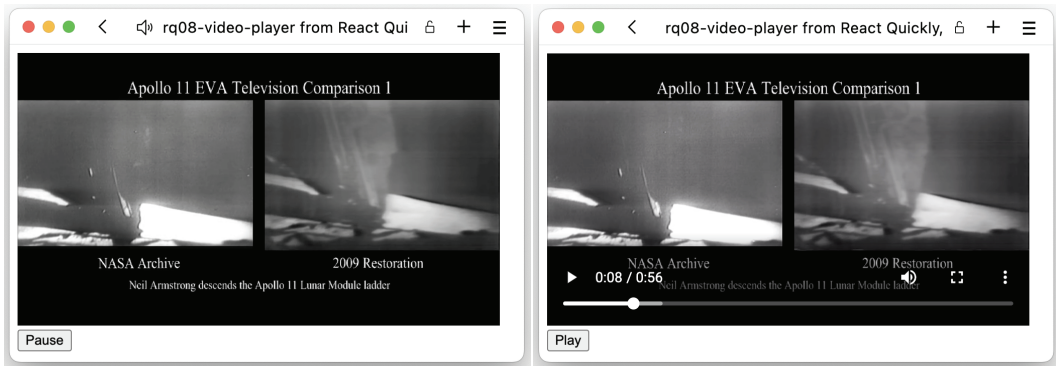 rq08-video-player from React Qui
Apollo 11 EVA Television Comparison 1
NASA Archive
2009 Restoration
Neil Armstrong descends the Apollo 11 Lunar Module ladder
Pause
rq08-video-player from React Quickly,
Apollo 11 EVA Television Comparison 1
NASA Archive
2009 Restoration
0:08 / 0:56
Neil Armstrong descends the Apollo 11 Lunar Module ladder
Play